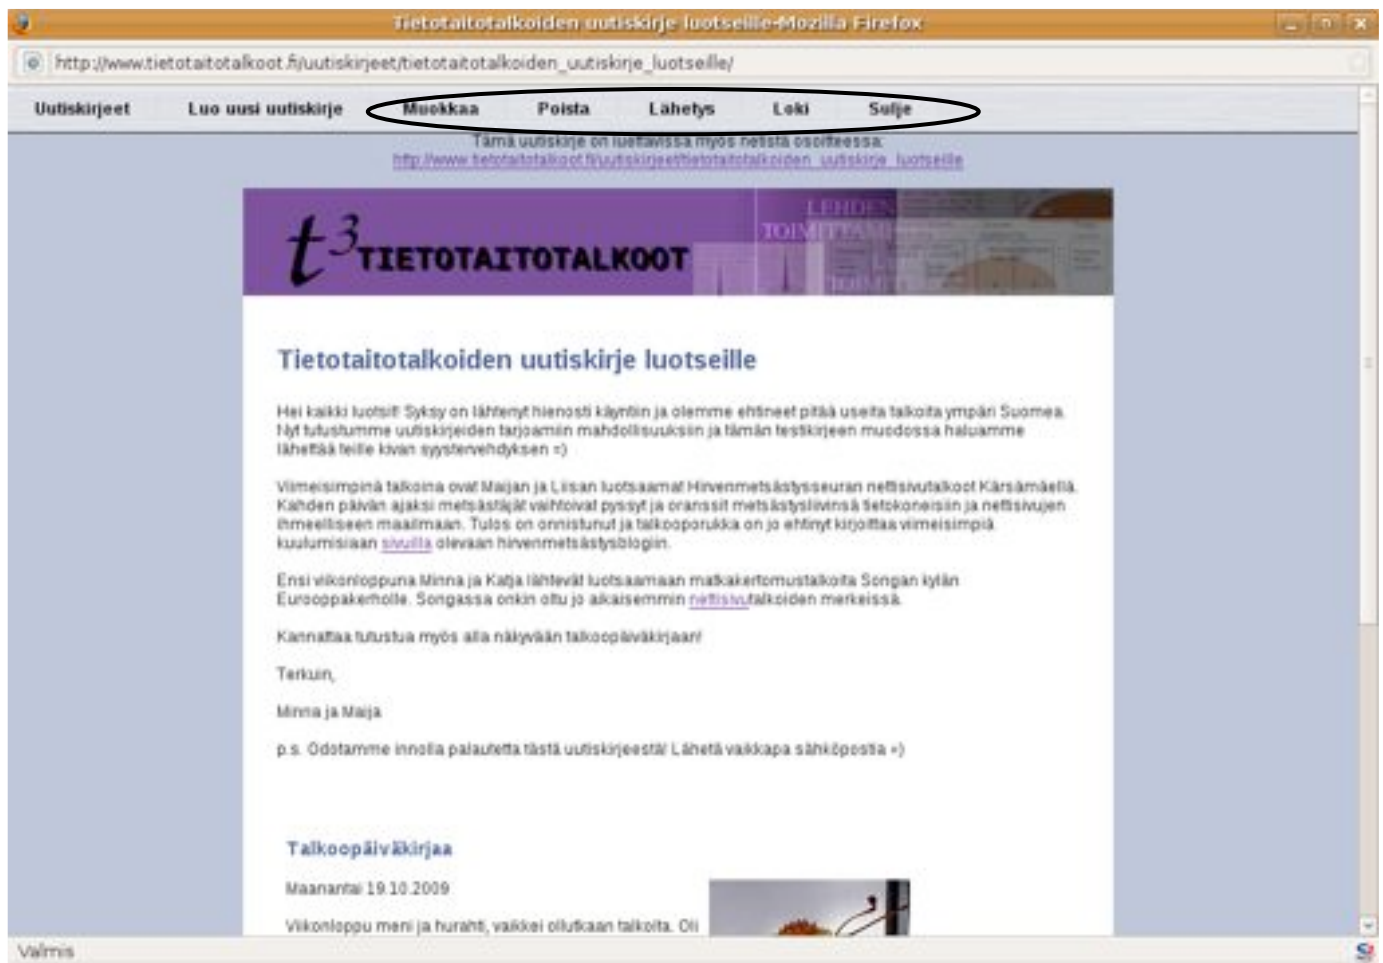 Tietotaitotalkoiden uutiskirje luotseille-Mozilla Firefox
http://www.tietotaitotalkoot.fi/uutiskirjeet/tietotaitotalkoiden_uutiskirje_luotseille/
Uutiskirjeet Luo uusi uutiskirje Muokkaa Poista Lähetys Loki Sulje
Tämä uutiskirje on luettavissa myös netistä osoitteessa:
http://www.tietotaitotalkoot.fi/uutiskirjeet/tietotaitotalkoiden_uutiskirje_luotseille
LEHDEN
TOIMITTAMINEN
t3 TIETOTAITOTALKOOT
Tietotaitotalkoiden uutiskirje luotseille
Hei kaikki luotsit! Syksy on lähtenyt hienosti käyntiin ja olemme ehtineet pitää useita talkoita ympäri Suomea.
Nyt tutustumme uutiskirjeiden tarjoamiin mahdollisuuksiin ja tämän testikirjeen muodossa haluamme
lähettää teille kivan syystervehdyksen =)
Viimeisimpinä talkoina ovat Maijan ja Liisan luotsaamat Hirvenmetsästysseuran nettisivutalkoot Kärsämäellä.
Kahden päivän ajaksi metsästäjät vaihtoivat pyssyt ja oranssit metsästysliivinsä tietokoneisiin ja nettisivujen
ihmeelliseen maailmaan. Tulos on onnistunut ja talkooporukka on jo ehtinyt kirjoittaa viimeisimpiä
kuulumisiaan sivuilla olevaan hirvenmetsästysblogiin.
Ensi viikonloppuna Minna ja Katja lähtevät luotsaamaan matkakertomustalkoita Songan kylän
Eurooppakerholle. Songassa onkin oltu jo aikaisemmin nettisivutalkoiden merkeissä.
Kannattaa tutustua myös alla näkyvään talkoopäiväkirjaan!
Terkuin,
Minna ja Maija
p.s. Odotamme innolla palautetta tästä uutiskirjeestä! Lähetä vaikkapa sähköpostia =)
Talkoopäiväkirjaa
Maanantai 19.10.2009
Viikonloppu meni ja hurahti, vaikkei ollutkaan talkoita. Oli
Valmis